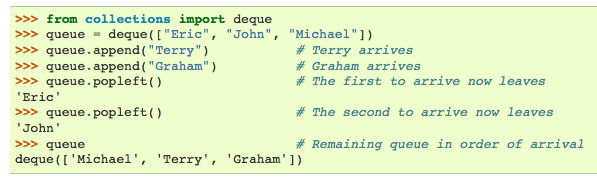 >>> from collections import deque
>>> queue = deque(["Eric", "John", "Michael"])
>>> queue.append("Terry")           # Terry arrives
>>> queue.append("Graham")          # Graham arrives
>>> queue.popleft()                 # The first to arrive now leaves
'Eric'
>>> queue.popleft()                 # The second to arrive now leaves
'John'
>>> queue                           # Remaining queue in order of arrival
deque(['Michael', 'Terry', 'Graham'])